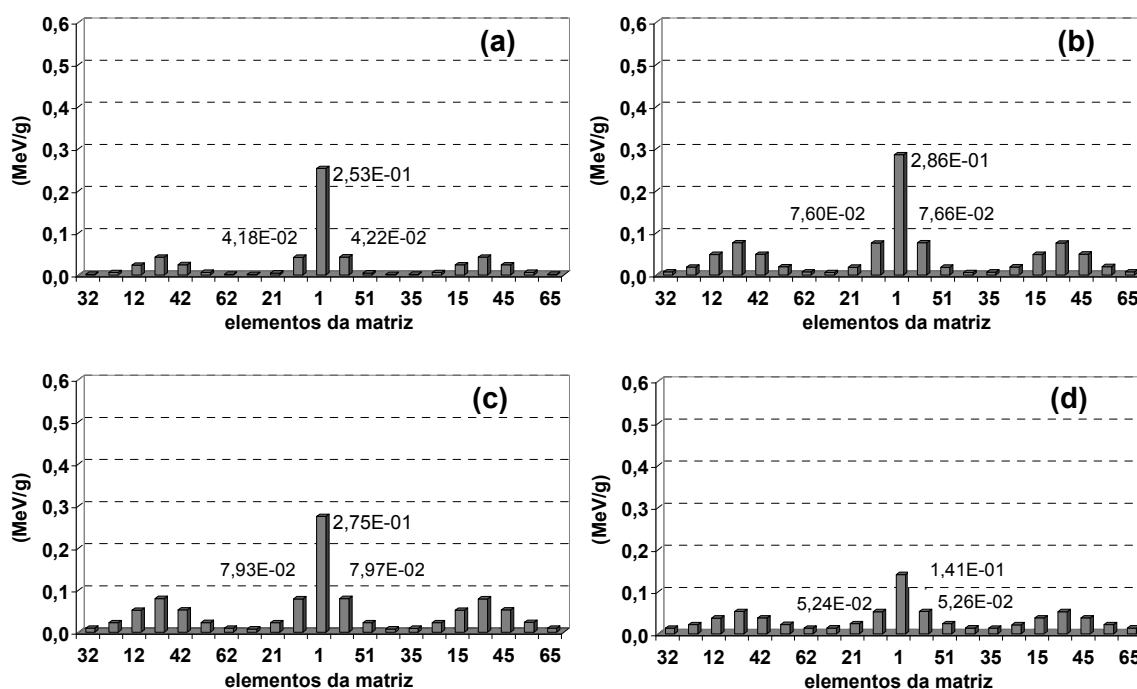 (a)
(MeV/g)
0,6
0,5
0,4
0,3
0,2
0,1
0,0
2,53E-01
4,18E-02 4,22E-02
32 12 42 62 21 1 51 35 15 45 65
elementos da matriz
(b)
(MeV/g)
0,6
0,5
0,4
0,3
0,2
0,1
0,0
2,86E-01
7,60E-02 7,66E-02
32 12 42 62 21 1 51 35 15 45 65
elementos da matriz
(c)
(MeV/g)
0,6
0,5
0,4
0,3
0,2
0,1
0,0
2,75E-01
7,93E-02 7,97E-02
32 12 42 62 21 1 51 35 15 45 65
elementos da matriz
(d)
(MeV/g)
0,6
0,5
0,4
0,3
0,2
0,1
0,0
1,41E-01
5,24E-02 5,26E-02
32 12 42 62 21 1 51 35 15 45 65
elementos da matriz